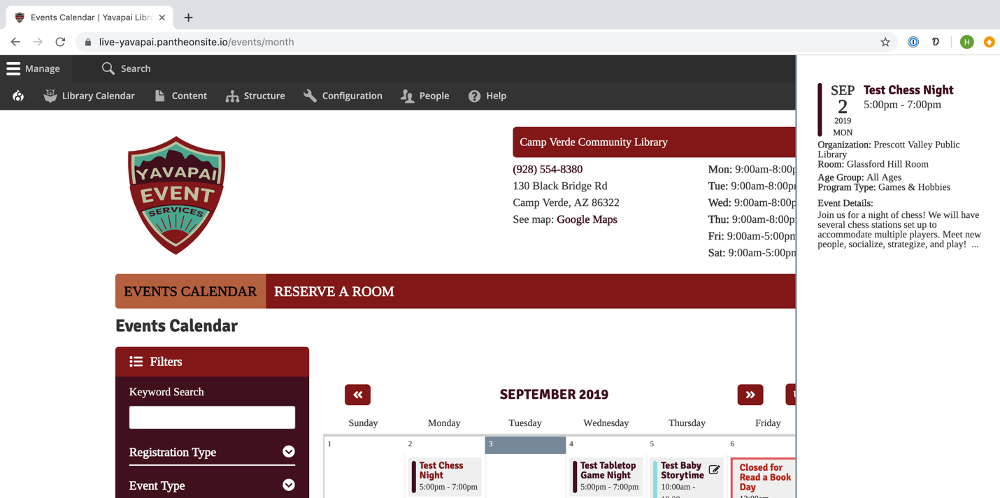 Events Calendar | Yavapai Libra
live-yavapai.pantheonsite.io/events/month
H
Manage
Search
Library Calendar
Content
Structure
Configuration
People
Help
YAVAPAI
EVENT
SERVICES
Camp Verde Community Library
(928) 554-8380
130 Black Bridge Rd
Camp Verde, AZ 86322
See map: Google Maps
Mon: 9:00am-8:00p
Tue: 9:00am-8:00p
Wed: 9:00am-8:00p
Thu: 9:00am-8:00p
Fri: 9:00am-5:00pm
Sat: 9:00am-5:00pm
EVENTS CALENDAR
RESERVE A ROOM
Events Calendar
Filters
Keyword Search
Registration Type
Event Type
SEPTEMBER 2019
Sunday Monday Tuesday Wednesday Thursday Friday
1 2 3 4 5 6
Test Chess
Night
5:00pm - 7:00pm
Test Tabletop
Game Night
5:00pm - 7:00pm
Test Baby
Storytime
10:00am -
Closed for
Read a Book
Day
SEP
2
2019
MON
Test Chess Night
5:00pm - 7:00pm
Organization: Prescott Valley Public
Library
Room: Glassford Hill Room
Age Group: All Ages
Program Type: Games & Hobbies
Event Details:
Join us for a night of chess! We will have
several chess stations set up to
accommodate multiple players. Meet new
people, socialize, strategize, and play! ...